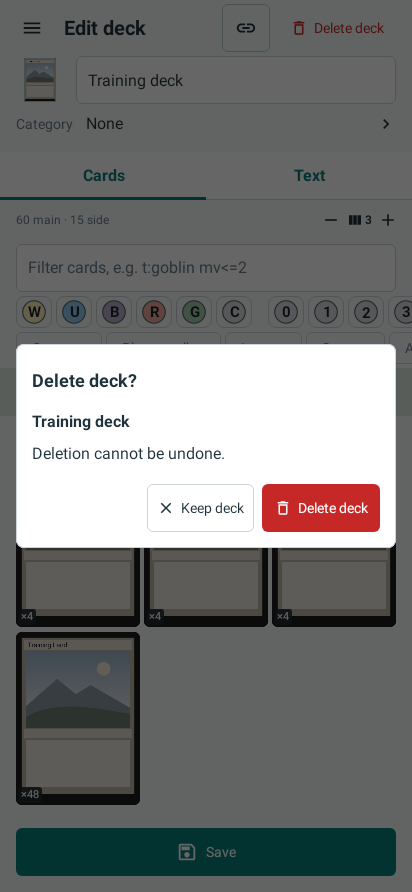 Edit deck
Delete deck
Training deck
Category None
Cards Text
60 main · 15 side
3
Filter cards, e.g. t:goblin mv<=2
W U B R G C 0 1 2 3
Delete deck?
Training deck
Deletion cannot be undone.
Keep deck Delete deck
×4 ×4 ×4
Training card
×48
Save